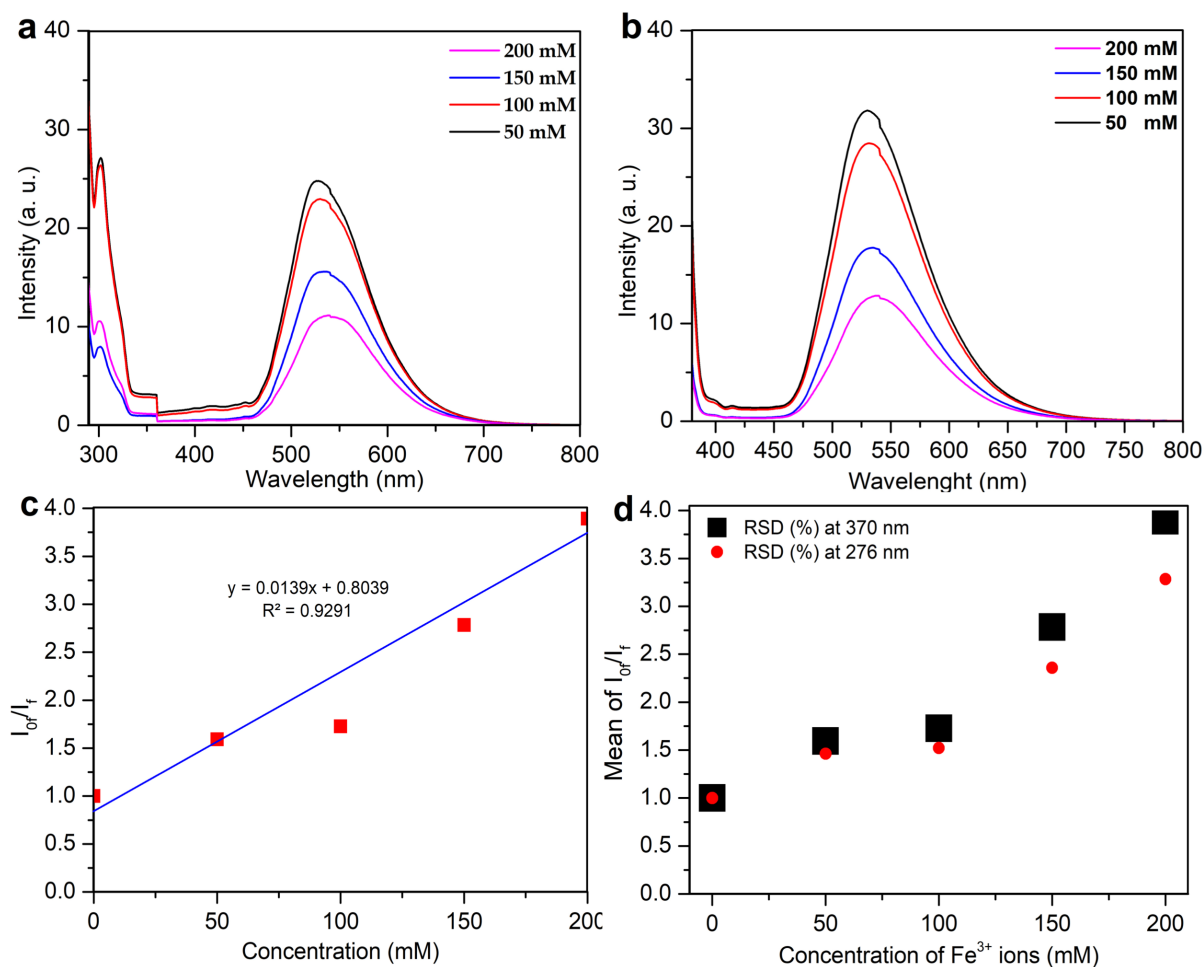 a
40
30
20
10
0
Intensity (a. u.)
200 mM
150 mM
100 mM
50 mM
300 400 500 600 700 800
Wavelength (nm)
b
40
30
20
10
0
Intensity (a. u.)
200 mM
150 mM
100 mM
50 mM
400 450 500 550 600 650 700 750 800
Wavelenght (nm)
c
4.0
3.5
3.0
2.5
2.0
1.5
1.0
0.5
0.0
I0f/If
y = 0.0139x + 0.8039
R² = 0.9291
0 50 100 150 200
Concentration (mM)
d
4.0
3.5
3.0
2.5
2.0
1.5
1.0
0.5
0.0
Mean of I0f/If
RSD (%) at 370 nm
RSD (%) at 276 nm
0 50 100 150 200
Concentration of Fe³⁺ ions (mM)